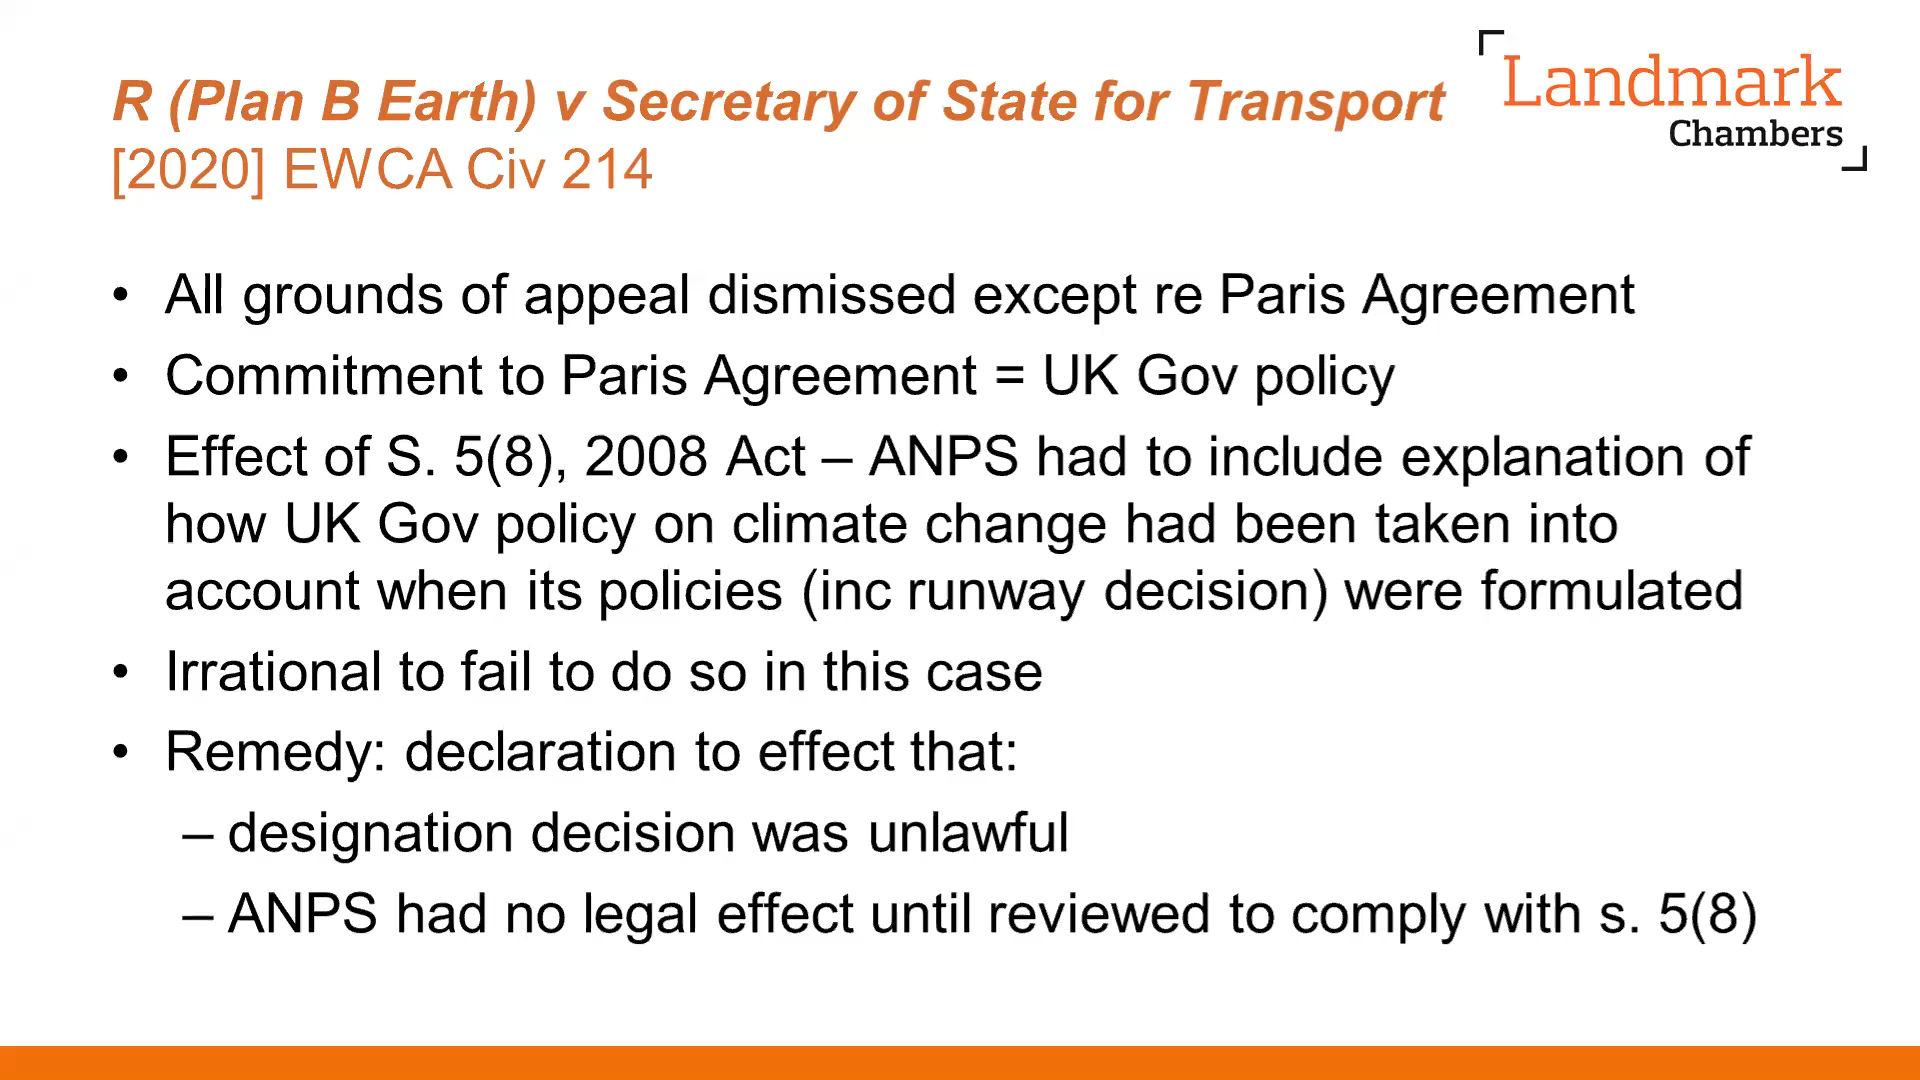 R (Plan B Earth) v Secretary of State for Transport
[2020] EWCA Civ 214
Landmark
Chambers
• All grounds of appeal dismissed except re Paris Agreement
• Commitment to Paris Agreement = UK Gov policy
• Effect of S. 5(8), 2008 Act – ANPS had to include explanation of
how UK Gov policy on climate change had been taken into
account when its policies (inc runway decision) were formulated
• Irrational to fail to do so in this case
• Remedy: declaration to effect that:
– designation decision was unlawful
– ANPS had no legal effect until reviewed to comply with s. 5(8)